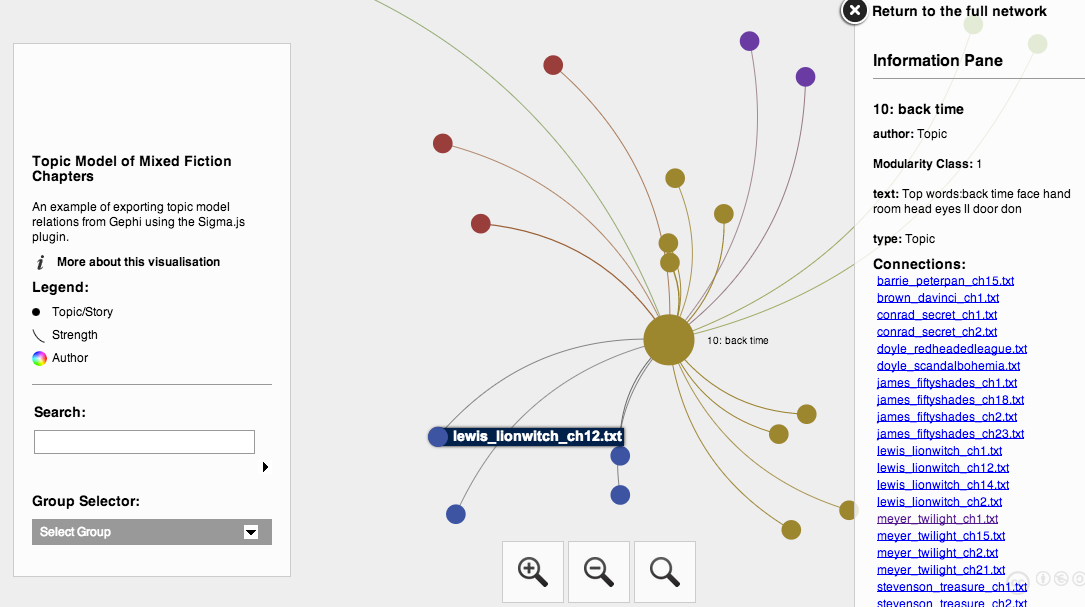 Return to the full network
Information Pane
10: back time
author: Topic
Modularity Class: 1
text: Top words:back time face hand
room head eyes ll door don
type: Topic
Connections:
barrie_peterpan_ch15.txt
brown_davinci_ch1.txt
conrad_secret_ch1.txt
conrad_secret_ch2.txt
doyle_redheadedleague.txt
doyle_scandalbohemia.txt
james_fiftyshades_ch1.txt
james_fiftyshades_ch18.txt
james_fiftyshades_ch2.txt
james_fiftyshades_ch23.txt
lewis_lionwitch_ch1.txt
lewis_lionwitch_ch12.txt
lewis_lionwitch_ch14.txt
lewis_lionwitch_ch2.txt
meyer_twilight_ch1.txt
meyer_twilight_ch15.txt
meyer_twilight_ch2.txt
meyer_twilight_ch21.txt
stevenson_treasure_ch1.txt
stevenson_treasure_ch2.txt
Topic Model of Mixed Fiction
Chapters
An example of exporting topic model
relations from Gephi using the Sigma.js
plugin.
i More about this visualisation
Legend:
Topic/Story
Strength
Author
Search:
Group Selector:
Select Group
10: back time
lewis_lionwitch_ch12.txt